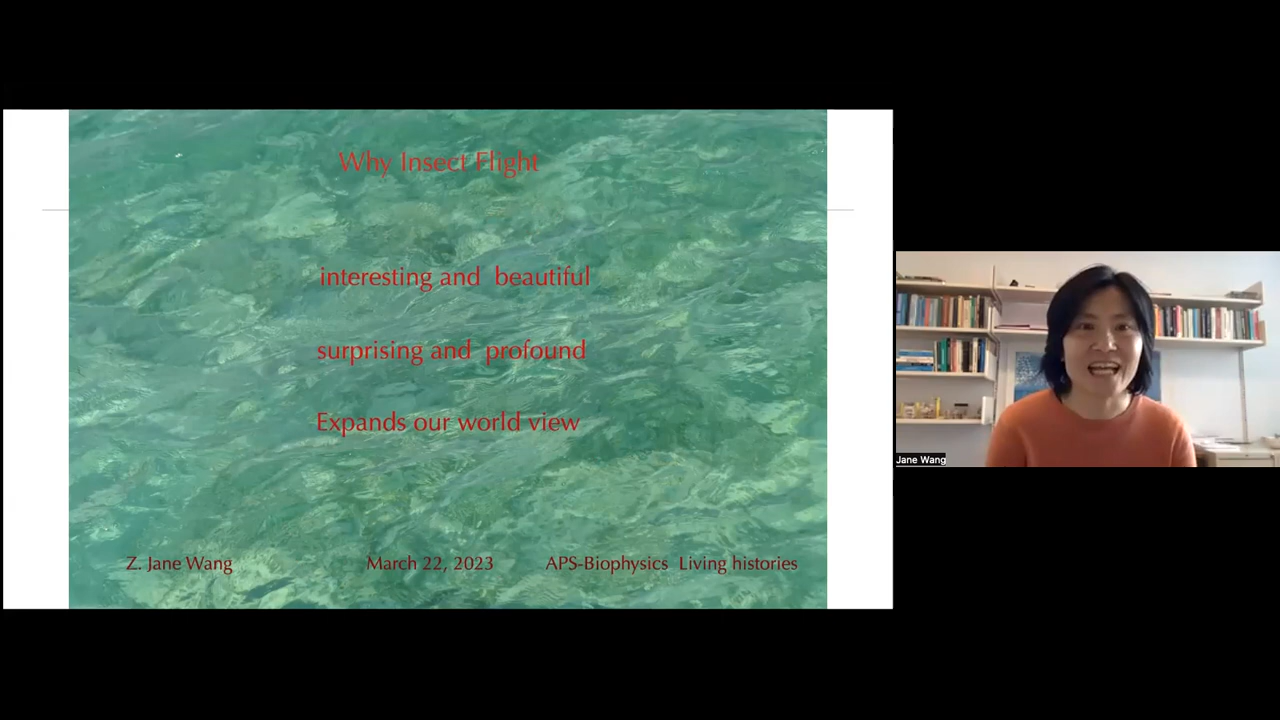 Why Insect Flight
interesting and beautiful
surprising and profound
Expands our world view
Z. Jane Wang March 22, 2023 APS-Biophysics Living histories
Jane Wang